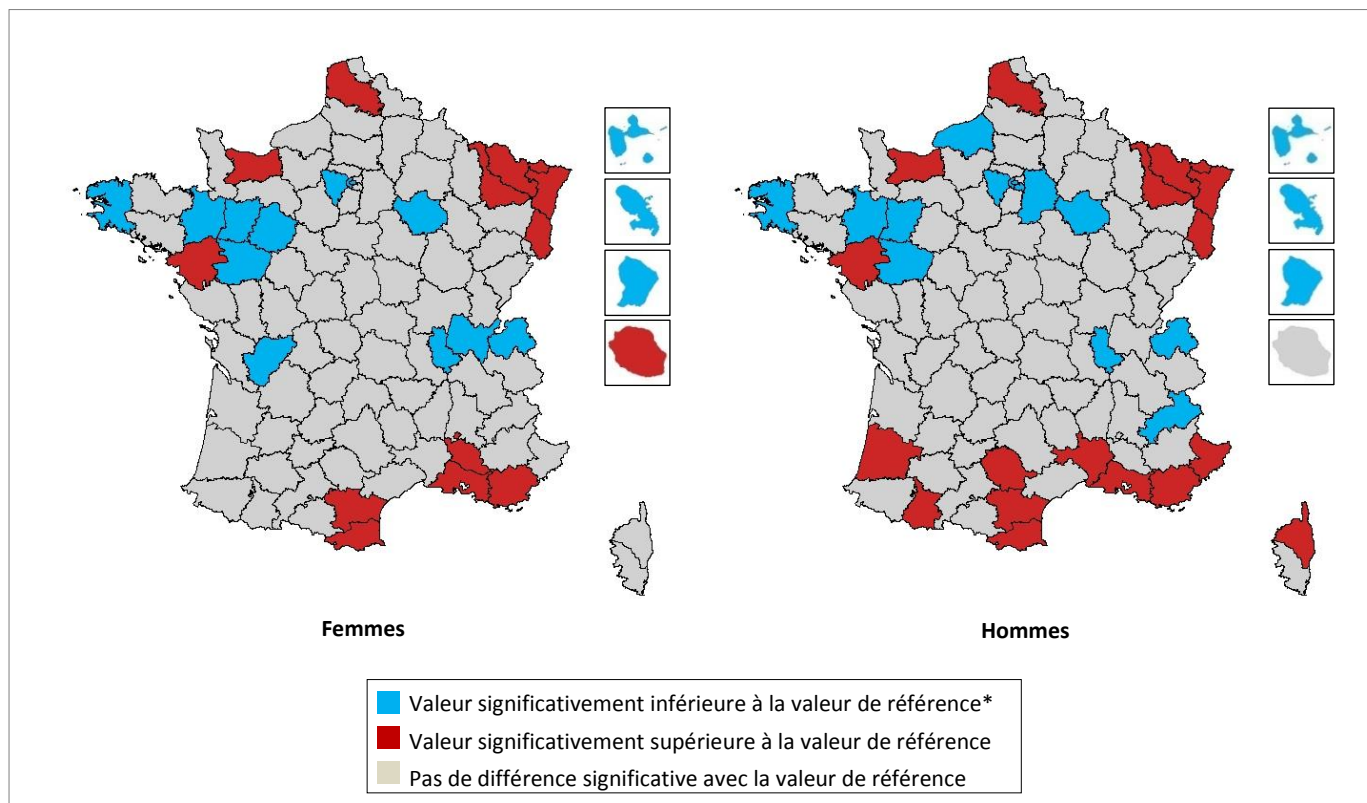 Femmes
Hommes
Valeur significativement inférieure à la valeur de référence*
Valeur significativement supérieure à la valeur de référence
Pas de différence significative avec la valeur de référence